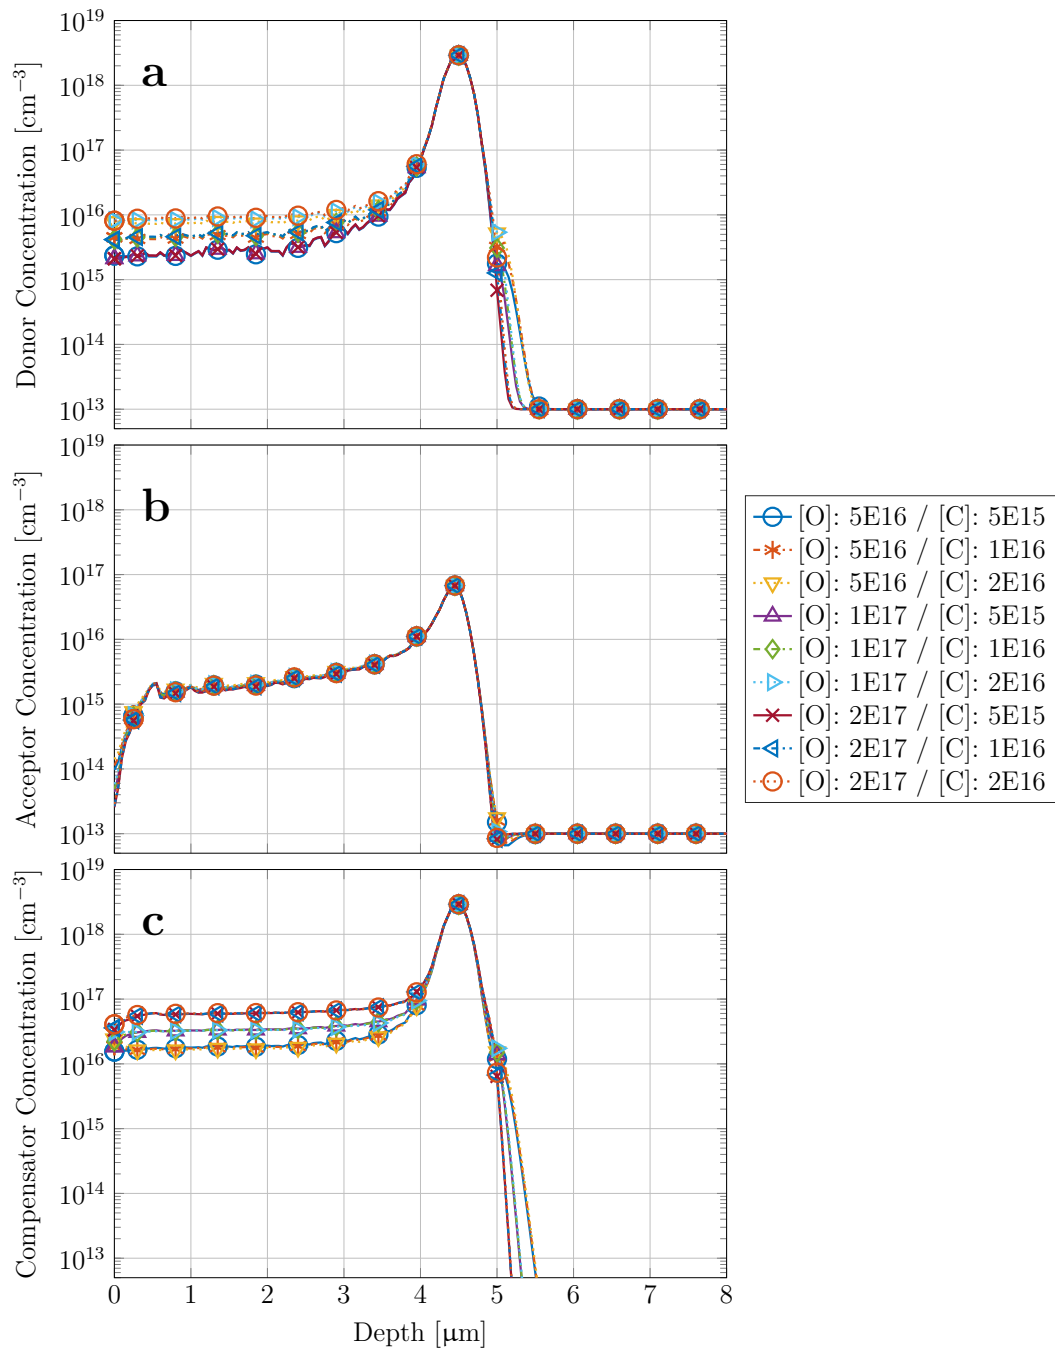 10^19
10^18
10^17
10^16
10^15
10^14
10^13
Donor Concentration [cm^−3]
a
10^19
10^18
10^17
10^16
10^15
10^14
10^13
Acceptor Concentration [cm^−3]
b
10^19
10^18
10^17
10^16
10^15
10^14
10^13
Compensator Concentration [cm^−3]
c
0 1 2 3 4 5 6 7 8
Depth [μm]
[O]: 5E16 / [C]: 5E15
[O]: 5E16 / [C]: 1E16
[O]: 5E16 / [C]: 2E16
[O]: 1E17 / [C]: 5E15
[O]: 1E17 / [C]: 1E16
[O]: 1E17 / [C]: 2E16
[O]: 2E17 / [C]: 5E15
[O]: 2E17 / [C]: 1E16
[O]: 2E17 / [C]: 2E16